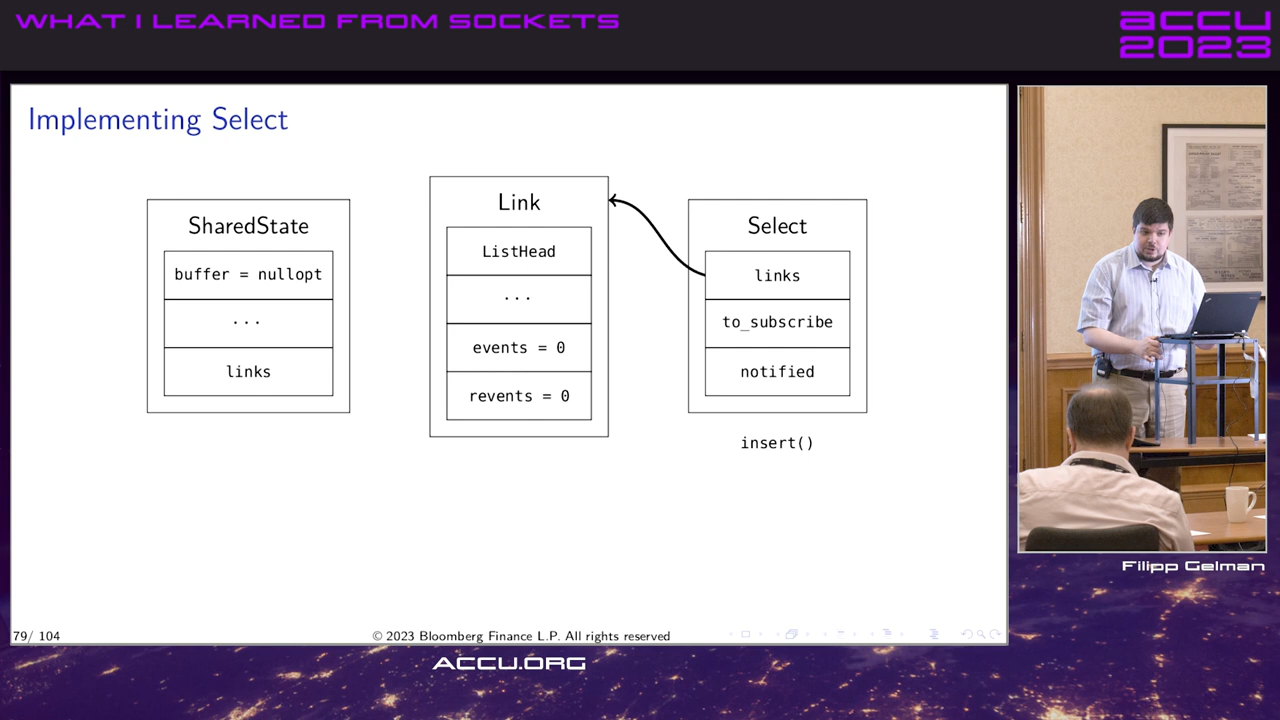 WHAT I LEARNED FROM SOCKETS
ACCU
2023
Implementing Select
SharedState
buffer = nullopt
...
links
Link
ListHead
...
events = 0
revents = 0
Select
links
to_subscribe
notified
insert()
79/ 104
© 2023 Bloomberg Finance L.P. All rights reserved
Filipp Gelman
ACCU.ORG